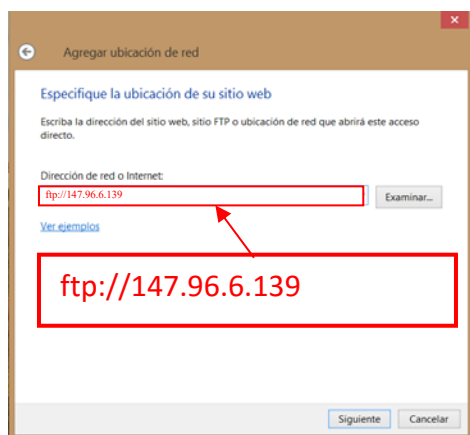 Agregar ubicación de red
Especifique la ubicación de su sitio web
Escriba la dirección del sitio web, sitio FTP o ubicación de red que abrirá este acceso
directo.
Dirección de red o Internet:
ftp://147.96.6.139
Examinar...
Ver ejemplos
ftp://147.96.6.139
Siguiente
Cancelar